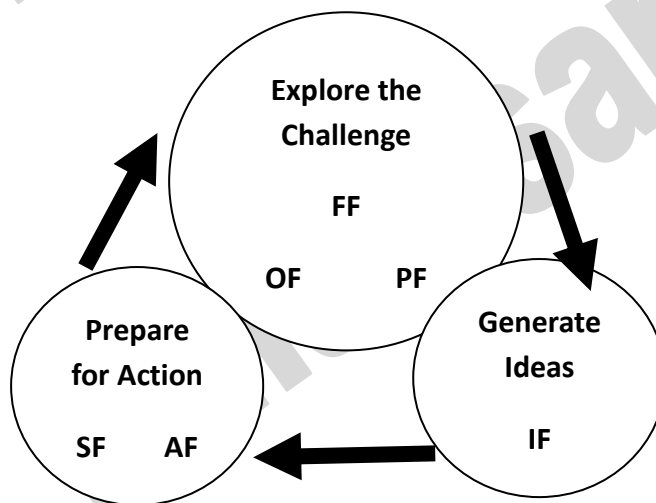 Explore the
Challenge
FF
OF PF
Generate
Ideas
IF
Prepare
for Action
SF AF